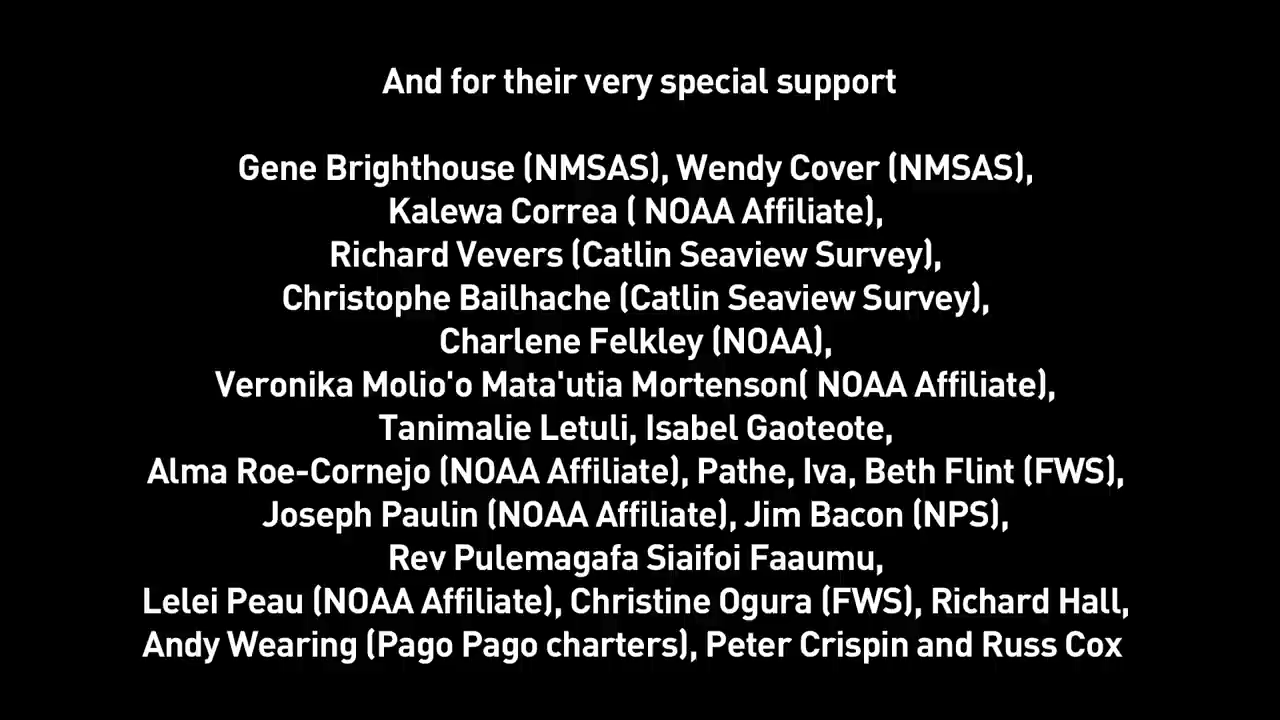 And for their very special support
Gene Brighthouse (NMSAS), Wendy Cover (NMSAS),
Kalewa Correa ( NOAA Affiliate),
Richard Vevers (Catlin Seaview Survey),
Christophe Bailhache (Catlin Seaview Survey),
Charlene Felkley (NOAA),
Veronika Molio'o Mata'utia Mortenson( NOAA Affiliate),
Tanimalie Letuli, Isabel Gaoteote,
Alma Roe-Cornejo (NOAA Affiliate), Pathe, Iva, Beth Flint (FWS),
Joseph Paulin (NOAA Affiliate), Jim Bacon (NPS),
Rev Pulemagafa Siaifoi Faaumu,
Lelei Peau (NOAA Affiliate), Christine Ogura (FWS), Richard Hall,
Andy Wearing (Pago Pago charters), Peter Crispin and Russ Cox